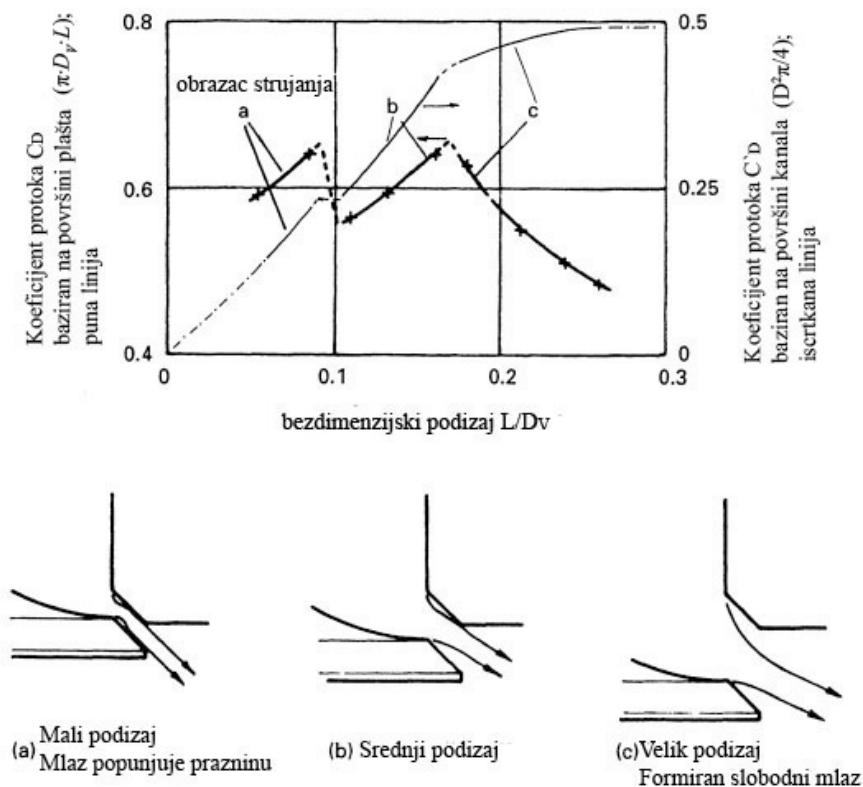 Koeficijent protoka CD
baziran na površini plašta (π·Dv·L);
puna linija
0.8
0.6
0.4
obrazac strujanja
a
b
c
0.5
0.25
0
Koeficijent protoka C`D
baziran na površini kanala (D²π/4);
iscrtkana linija
0
0.1
0.2
0.3
bezdimenzijski podizaj L/Dv
(a) Mali podizaj
Mlaz popunjuje prazninu
(b) Srednji podizaj
(c) Velik podizaj
Formiran slobodni mlaz